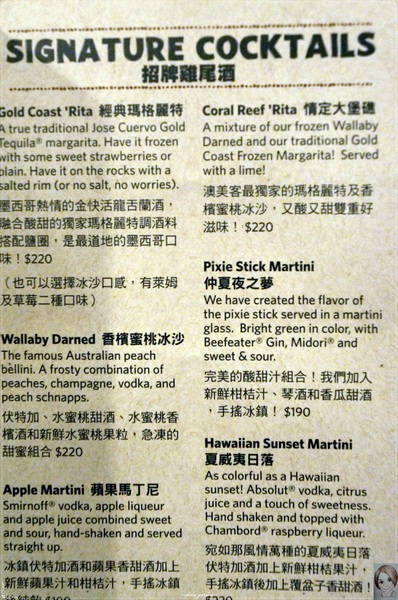 SIGNATURE COCKTAILS
招牌雞尾酒
Gold Coast 'Rita 經典瑪格麗特
A true traditional Jose Cuervo Gold
Tequila® margarita. Have it frozen
with some sweet strawberries or
plain. Have it on the rocks with a
salted rim (or no salt, no worries).
墨西哥熱情的金快活龍舌蘭酒，
融合酸甜的獨家瑪格麗特調酒料
搭配鹽圈，是最道地的墨西哥口
味！$220
（也可以選擇冰沙口感，有萊姆
及草莓二種口味）
Wallaby Darned 香檳蜜桃冰沙
The famous Australian peach
bellini. A frosty combination of
peaches, champagne, vodka, and
peach schnapps.
伏特加、水蜜桃甜酒、水蜜桃香
檳酒和新鮮水蜜桃果粒，急凍的
甜蜜組合 $220
Apple Martini 蘋果馬丁尼
Smirnoff® vodka, apple liqueur
and apple juice combined sweet
and sour, hand-shaken and served
straight up.
冰鎮伏特加酒和蘋果香甜酒加上
新鮮蘋果汁和柑桔汁，手搖冰鎮
Coral Reef 'Rita 情定大堡礁
A mixture of our frozen Wallaby
Darned and our traditional Gold
Coast Frozen Margarita! Served
with a lime!
澳美客最獨家的瑪格麗特及香
檳蜜桃冰沙，又酸又甜雙重好
滋味！ $220
Pixie Stick Martini
仲夏夜之夢
We have created the flavor of
the pixie stick served in a martini
glass. Bright green in color, with
Beefeater® Gin, Midori® and
sweet & sour.
完美的酸甜汁組合！我們加入
新鮮柑桔汁、琴酒和香瓜甜酒
，手搖冰鎮！ $190
Hawaiian Sunset Martini
夏威夷日落
As colorful as a Hawaiian
sunset! Absolut® vodka, citrus
juice and a touch of sweetness.
Hand shaken and topped with
Chambord® raspberry liqueur.
宛如那風情萬種的夏威夷日落
伏特加酒加上新鮮柑桔果汁，
手搖冰鎮後加上覆盆子香甜酒！